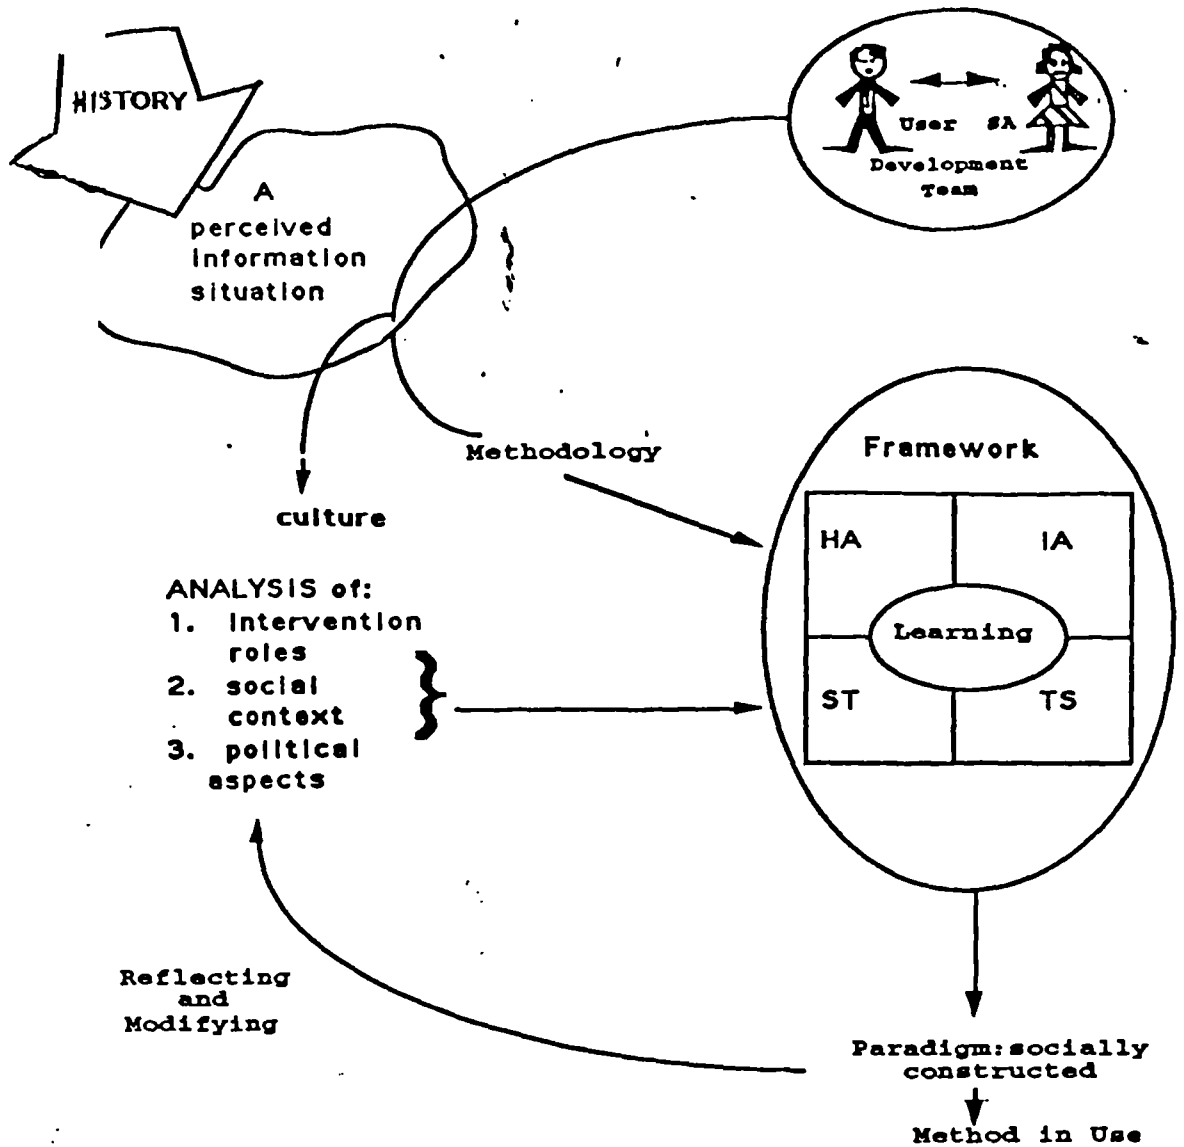 HISTORY
A
perceived
information
situation
User SA
Development
Team
Methodology
culture
Framework
HA IA
Learning
ST TS
ANALYSIS of:
1. intervention
roles
2. social
context
3. political
aspects
Reflecting
and
Modifying
Paradigm:socially
constructed
Method in Use